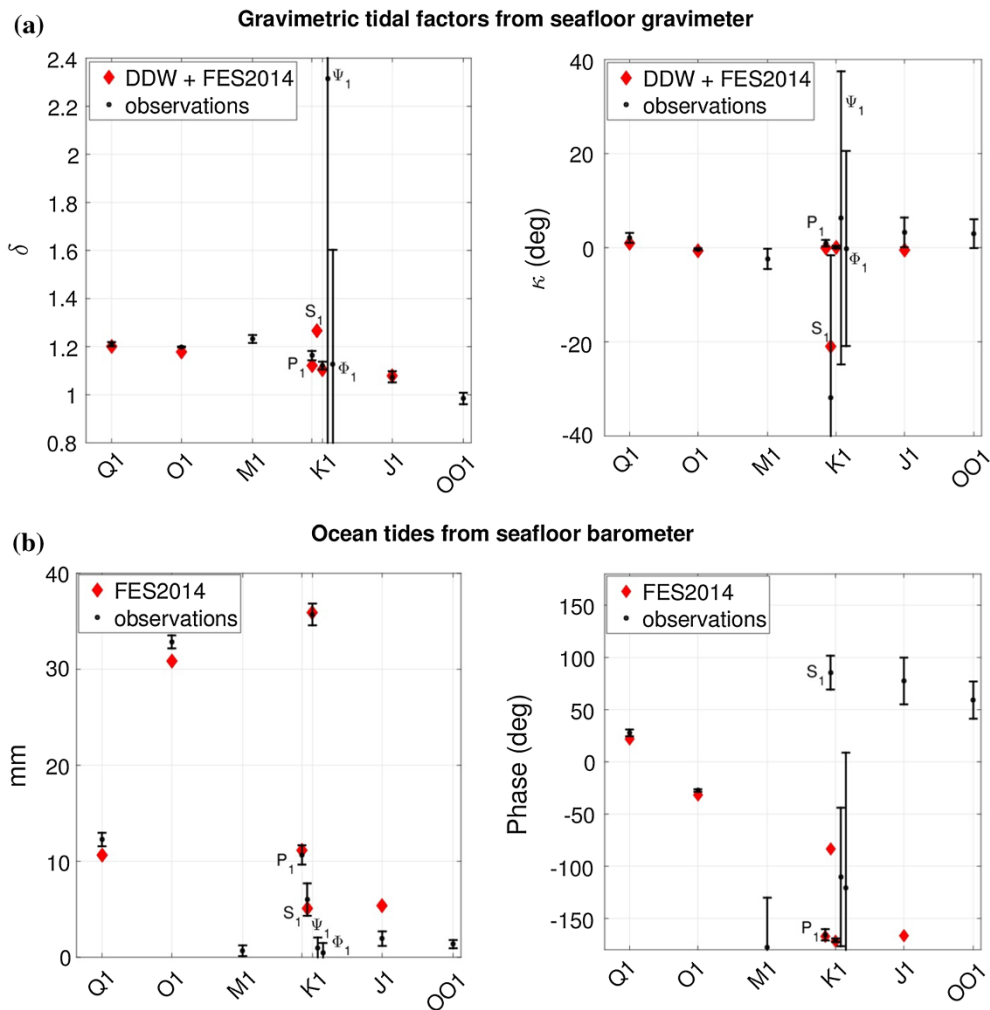 (a)
Gravimetric tidal factors from seafloor gravimeter
DDW + FES2014
observations
δ
2.4
2.2
2
1.8
1.6
1.4
1.2
1
0.8
Ψ1
S1
P1
Φ1
Q1
O1
M1
K1
J1
OO1
DDW + FES2014
observations
κ (deg)
40
20
0
-20
-40
Ψ1
P1
Φ1
S1
Q1
O1
M1
K1
J1
OO1
(b)
Ocean tides from seafloor barometer
FES2014
observations
mm
40
30
20
10
0
P1
S1
Ψ1
Φ1
Q1
O1
M1
K1
J1
OO1
FES2014
observations
Phase (deg)
150
100
50
0
-50
-100
-150
S1
P1
Q1
O1
M1
K1
J1
OO1